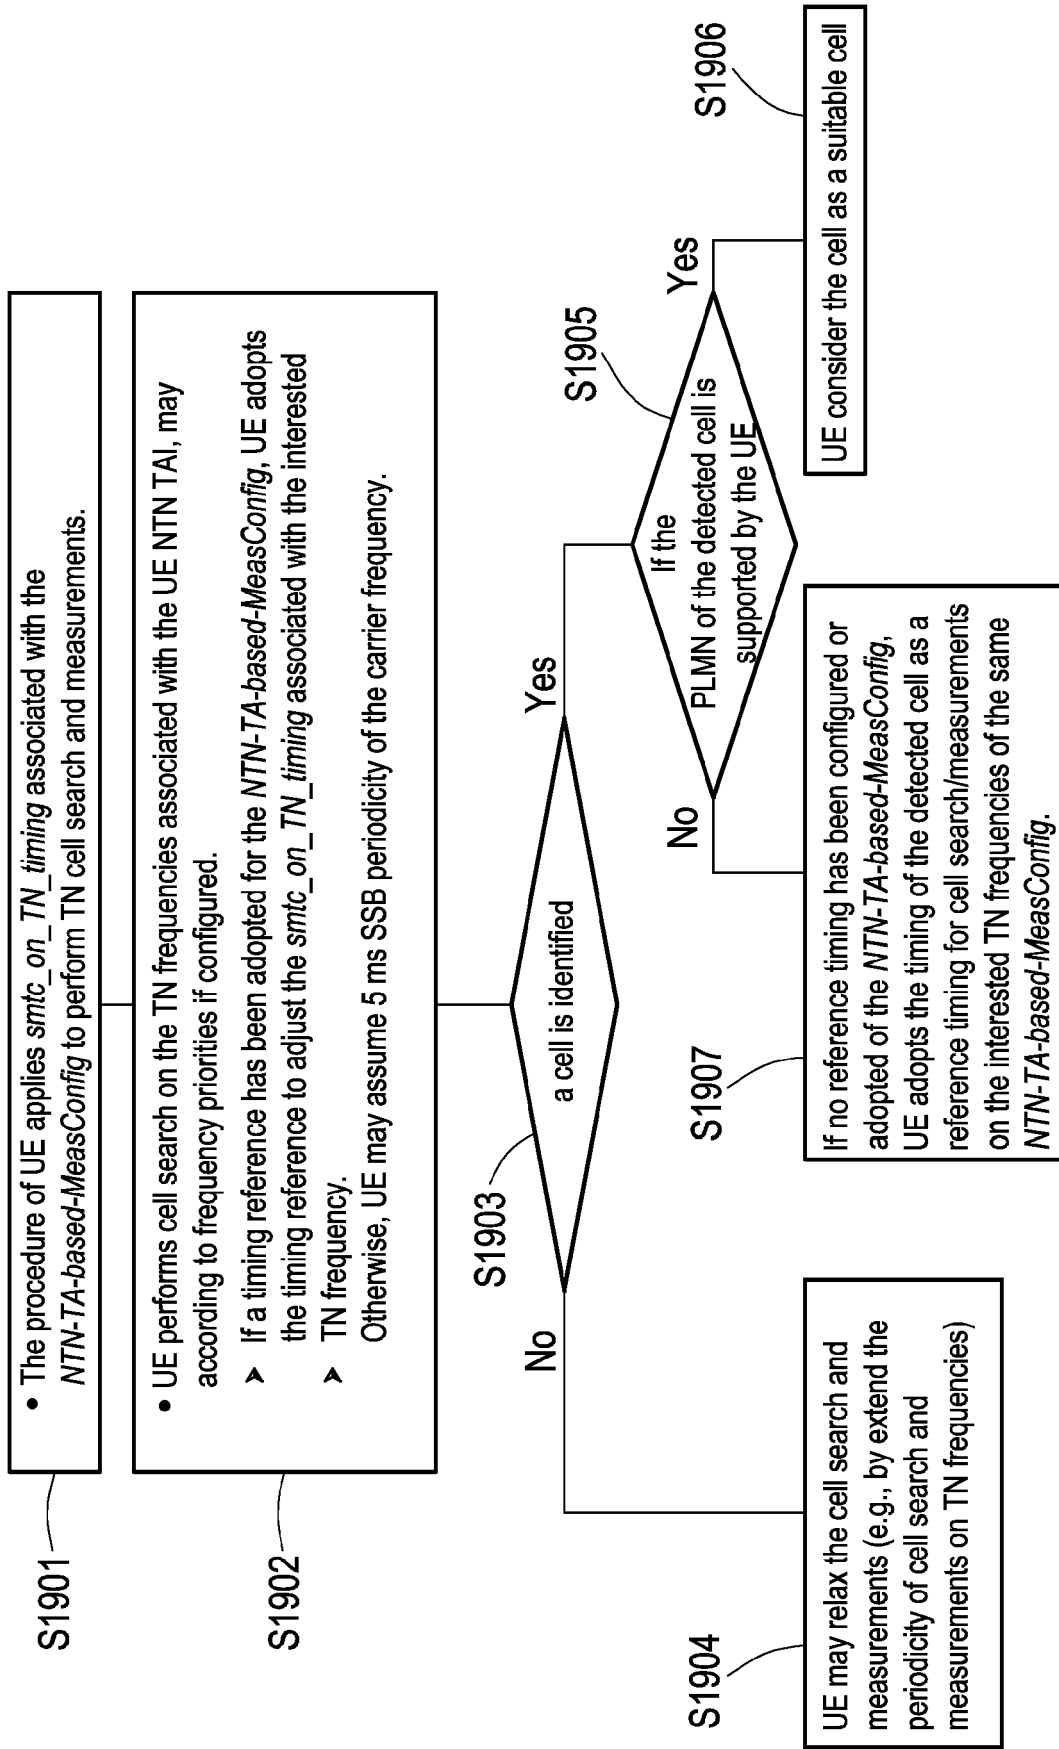 S1901
• The procedure of UE applies smtc_on_TN_timing associated with the
NTN-TA-based-MeasConfig to perform TN cell search and measurements.
S1902
• UE performs cell search on the TN frequencies associated with the UE NTN TAI, may
according to frequency priorities if configured.
➤ If a timing reference has been adopted for the NTN-TA-based-MeasConfig, UE adopts
the timing reference to adjust the smtc_on_TN_timing associated with the interested
➤ TN frequency.
Otherwise, UE may assume 5 ms SSB periodicity of the carrier frequency.
S1903
a cell is identified
No
Yes
S1904
UE may relax the cell search and
measurements (e.g., by extend the
periodicity of cell search and
measurements on TN frequencies)
S1905
If the
PLMN of the detected cell is
supported by the UE
No
Yes
S1907
If no reference timing has been configured or
adopted of the NTN-TA-based-MeasConfig,
UE adopts the timing of the detected cell as a
reference timing for cell search/measurements
on the interested TN frequencies of the same
NTN-TA-based-MeasConfig.
S1906
UE consider the cell as a suitable cell